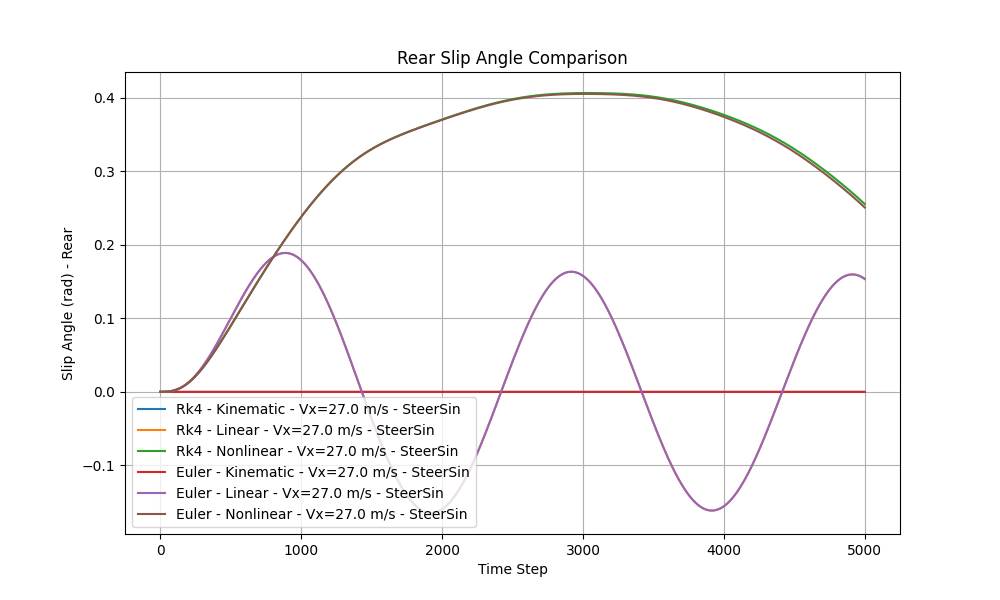 Rear Slip Angle Comparison
Slip Angle (rad) - Rear
0.4
0.3
0.2
0.1
0.0
−0.1
Rk4 - Kinematic - Vx=27.0 m/s - SteerSin
Rk4 - Linear - Vx=27.0 m/s - SteerSin
Rk4 - Nonlinear - Vx=27.0 m/s - SteerSin
Euler - Kinematic - Vx=27.0 m/s - SteerSin
Euler - Linear - Vx=27.0 m/s - SteerSin
Euler - Nonlinear - Vx=27.0 m/s - SteerSin
0 1000 2000 3000 4000 5000
Time Step